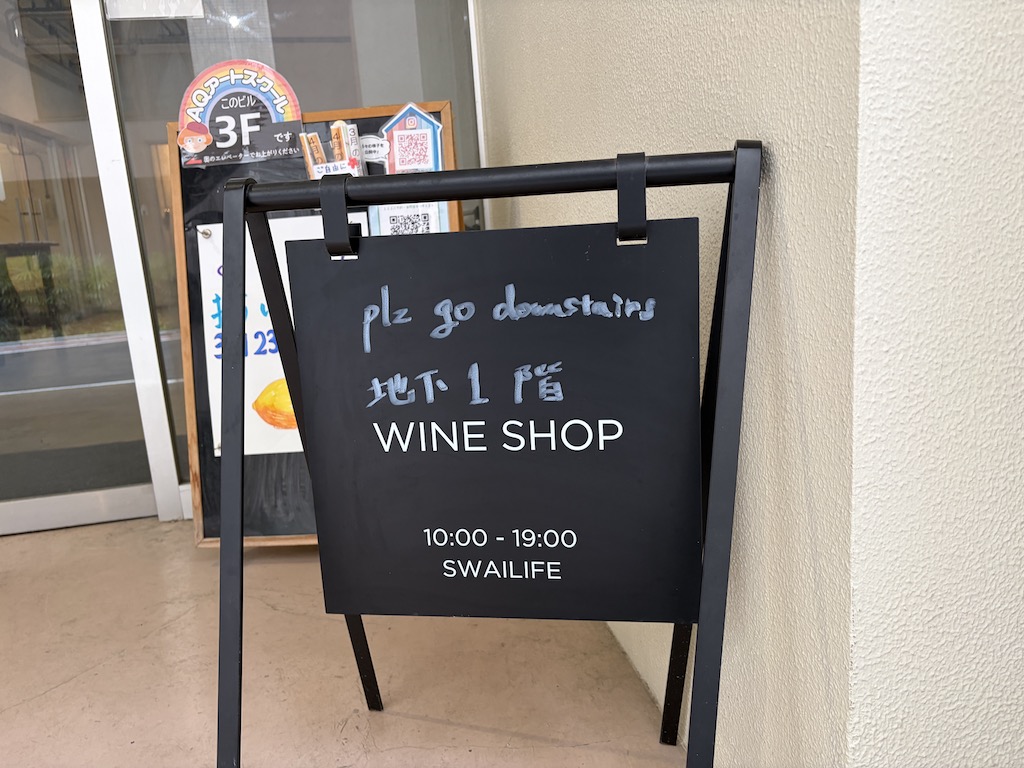 AQアートスクール
このビル
3F です
plz go downstairs
地下1階
WINE SHOP
10:00 - 19:00
SWAILIFE